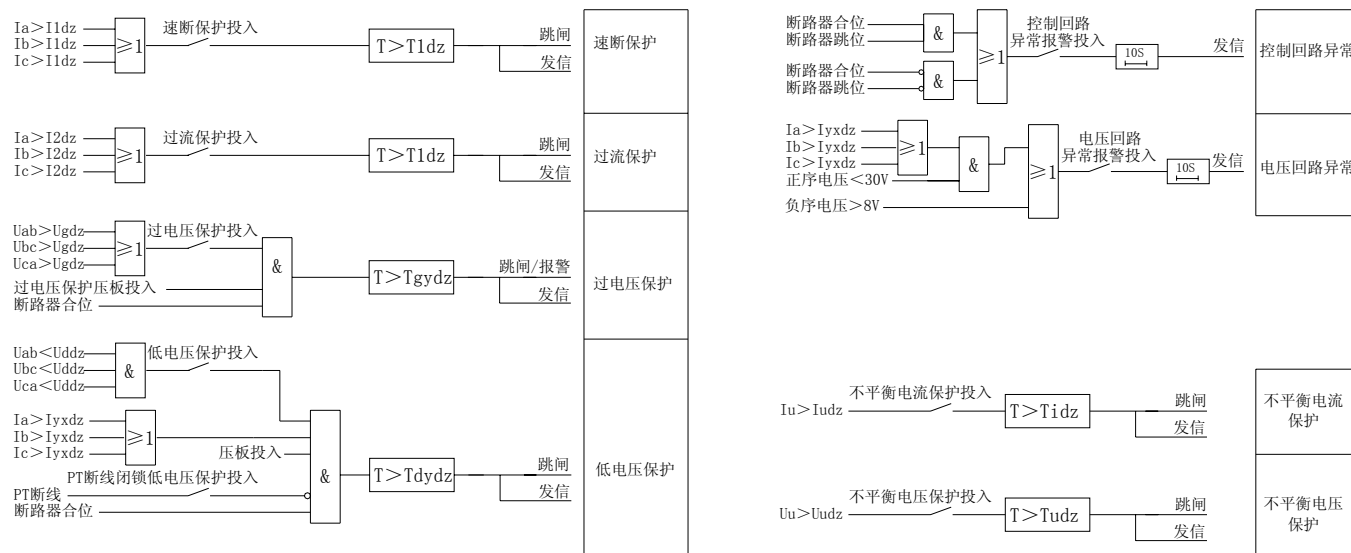 Ia>I1dz
Ib>I1dz
Ic>I1dz
≥1
速断保护投入
T>T1dz
跳闸
发信
速断保护
Ia>I2dz
Ib>I2dz
Ic>I2dz
≥1
过流保护投入
T>T1dz
跳闸
发信
过流保护
Uab>Ugdz
Ubc>Ugdz
Uca>Ugdz
≥1
过电压保护投入
过电压保护压板投入
断路器合位
&
T>Tgydz
跳闸/报警
发信
过电压保护
Uab<Uddz
Ubc<Uddz
Uca<Uddz
&
低电压保护投入
Ia>Iyxdz
Ib>Iyxdz
Ic>Iyxdz
≥1
压板投入
PT断线闭锁低电压保护投入
PT断线
断路器合位
&
T>Tdydz
跳闸
发信
低电压保护
断路器合位
断路器跳位
&
断路器合位
断路器跳位
&
≥1
控制回路
异常报警投入
10S
发信
控制回路异常
Ia>Iyxdz
Ib>Iyxdz
Ic>Iyxdz
≥1
正序电压<30V
&
负序电压>8V
≥1
电压回路
异常报警投入
10S
发信
电压回路异常
Iu>Iudz
不平衡电流保护投入
T>Tidz
跳闸
发信
不平衡电流
保护
Uu>Uudz
不平衡电压保护投入
T>Tudz
跳闸
发信
不平衡电压
保护